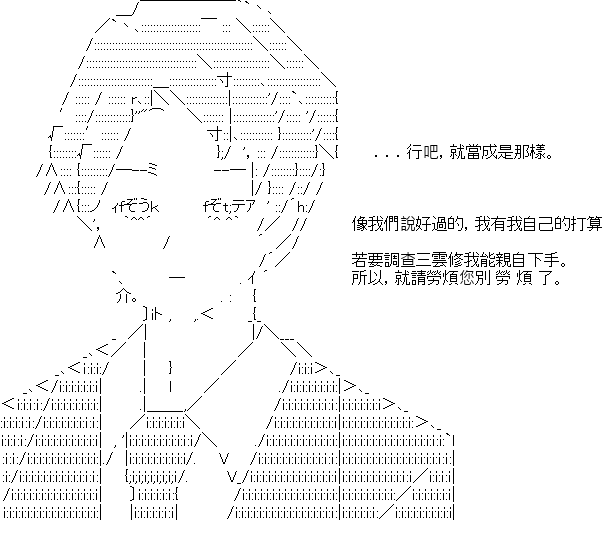 ...行吧，就當成是那樣。
像我們說好過的，我有我自己的打算
若要調查三雲修我能親自下手。
所以，就請勞煩您別 勞 煩 了。